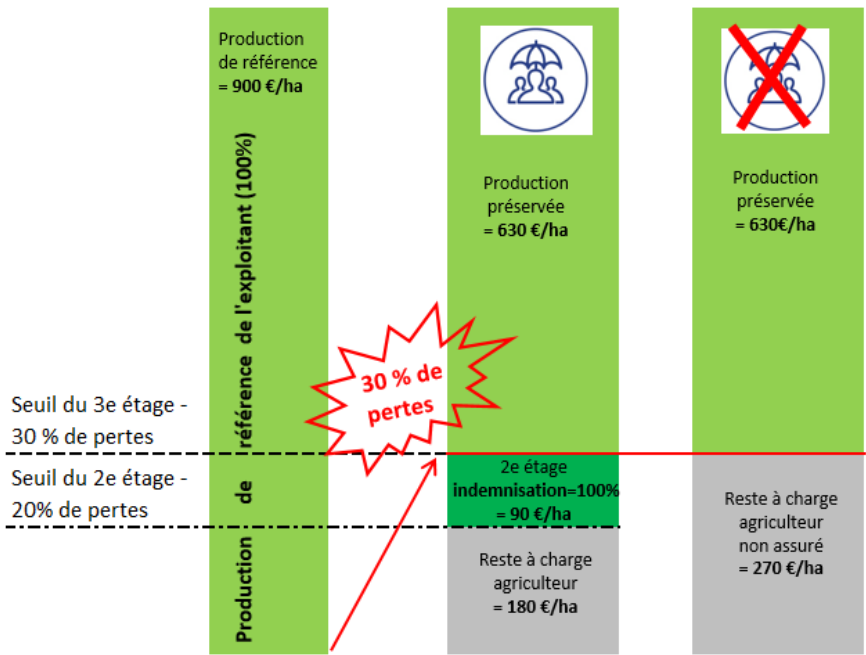 Production
de référence
= 900 €/ha
Production de référence de l'exploitant (100%)
Seuil du 3e étage -
30 % de pertes
Seuil du 2e étage -
20% de pertes
30 % de
pertes
Production
préservée
= 630 €/ha
2e étage
indemnisation=100%
= 90 €/ha
Reste à charge
agriculteur
= 180 €/ha
Production
préservée
= 630€/ha
Reste à charge
agriculteur
non assuré
= 270 €/ha